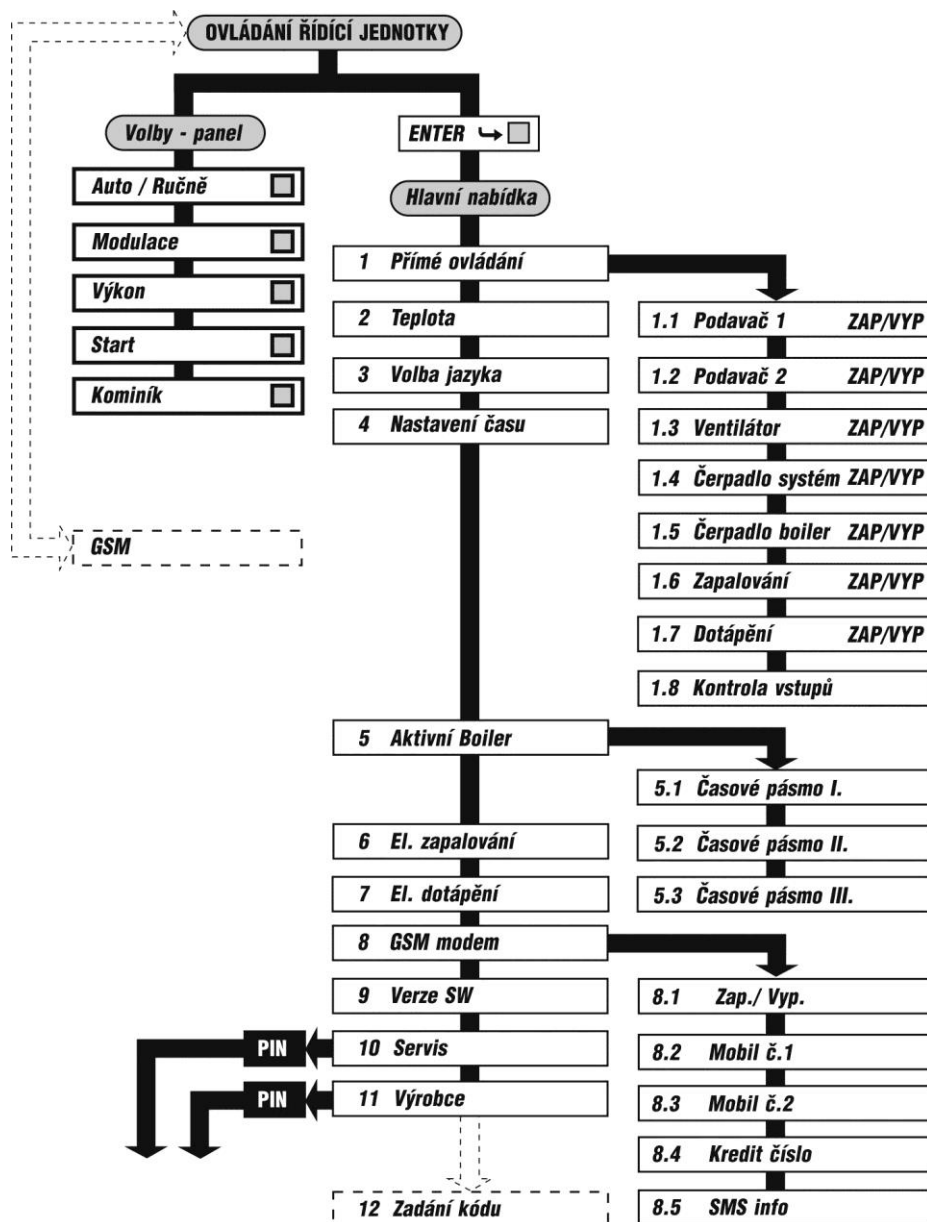 OVLÁDÁNÍ ŘÍDÍCÍ JEDNOTKY
Volby - panel
Auto / Ručně
Modulace
Výkon
Start
Kominík
GSM
ENTER
Hlavní nabídka
1 Přímé ovládání
2 Teplota
3 Volba jazyka
4 Nastavení času
5 Aktivní Boiler
6 El. zapalování
7 El. dotápění
8 GSM modem
9 Verze SW
PIN 10 Servis
PIN 11 Výrobce
12 Zadání kódu
1.1 Podavač 1 ZAP/VYP
1.2 Podavač 2 ZAP/VYP
1.3 Ventilátor ZAP/VYP
1.4 Čerpadlo systém ZAP/VYP
1.5 Čerpadlo boiler ZAP/VYP
1.6 Zapalování ZAP/VYP
1.7 Dotápění ZAP/VYP
1.8 Kontrola vstupů
5.1 Časové pásmo I.
5.2 Časové pásmo II.
5.3 Časové pásmo III.
8.1 Zap./ Vyp.
8.2 Mobil č.1
8.3 Mobil č.2
8.4 Kredit číslo
8.5 SMS info